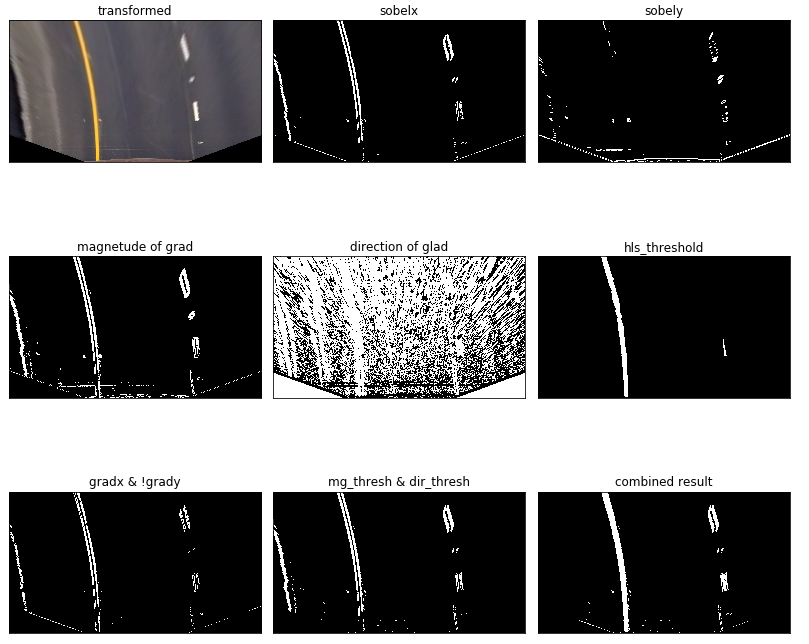 transformed
sobelx
sobely
magnetude of grad
direction of glad
hls_threshold
gradx & !grady
mg_thresh & dir_thresh
combined result